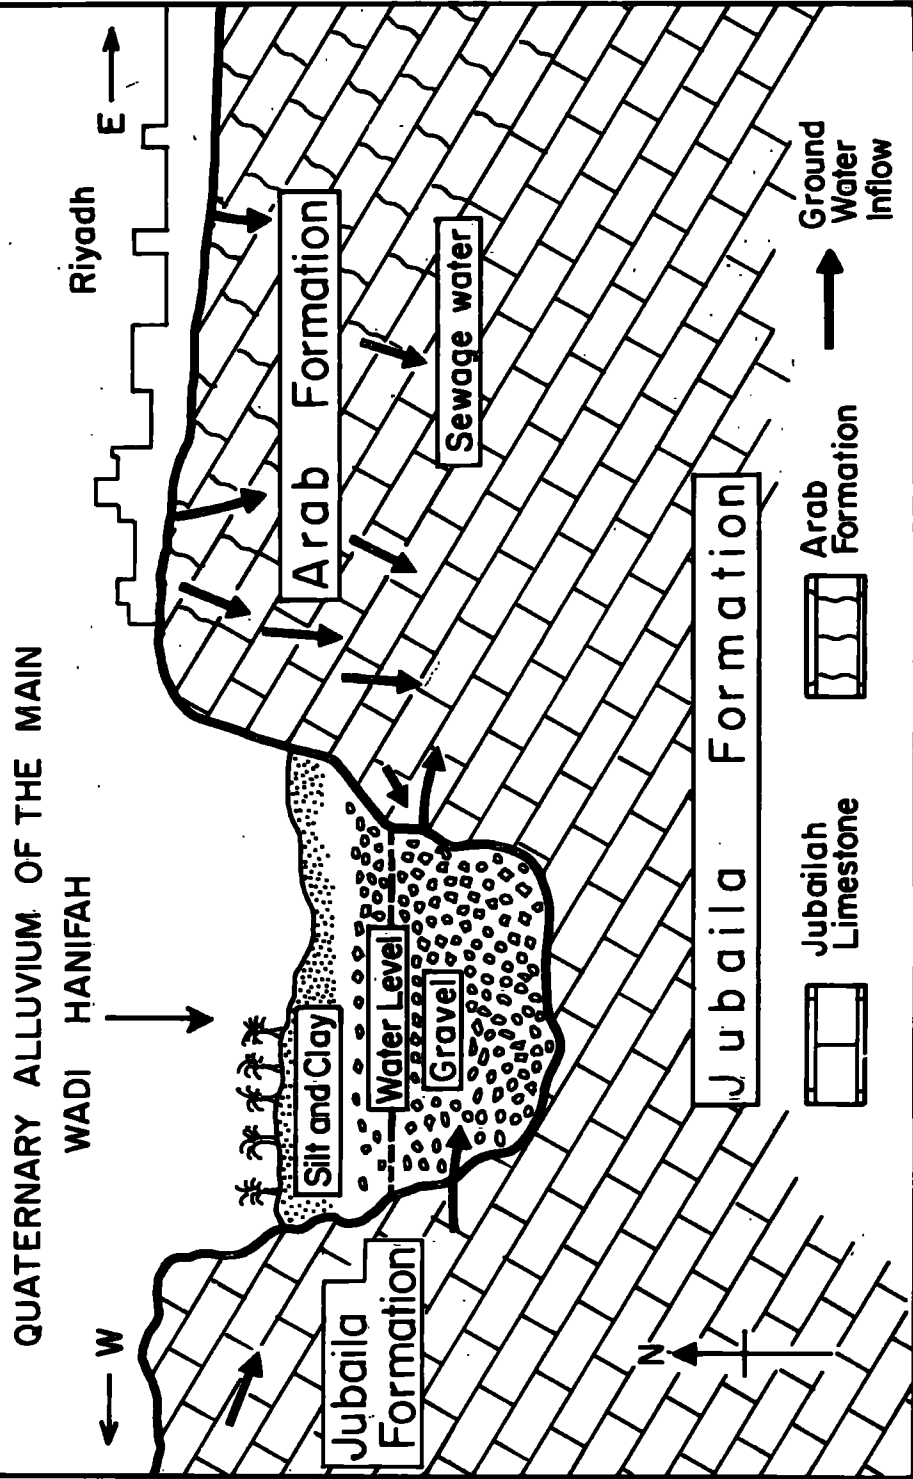 QUATERNARY ALLUVIUM OF THE MAIN
WADI HANIFAH
W
E
Riyadh
Silt and Clay
Water Level
Gravel
Arab Formation
Sewage water
Jubaila
Formation
Jubaila Formation
N
Jubailah
Limestone
Arab
Formation
Ground
Water
Inflow